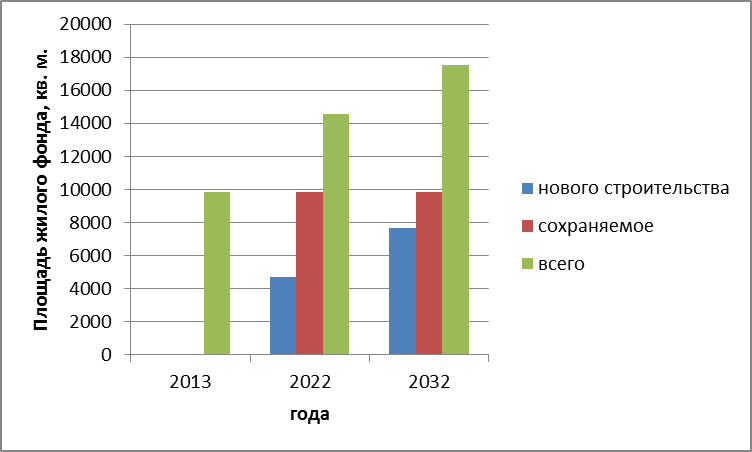 20000
18000
16000
14000
12000
10000
8000
6000
4000
2000
0
Площадь жилого фонда, кв. м.
2013 2022 2032
года
нового строительства
сохраняемое
всего